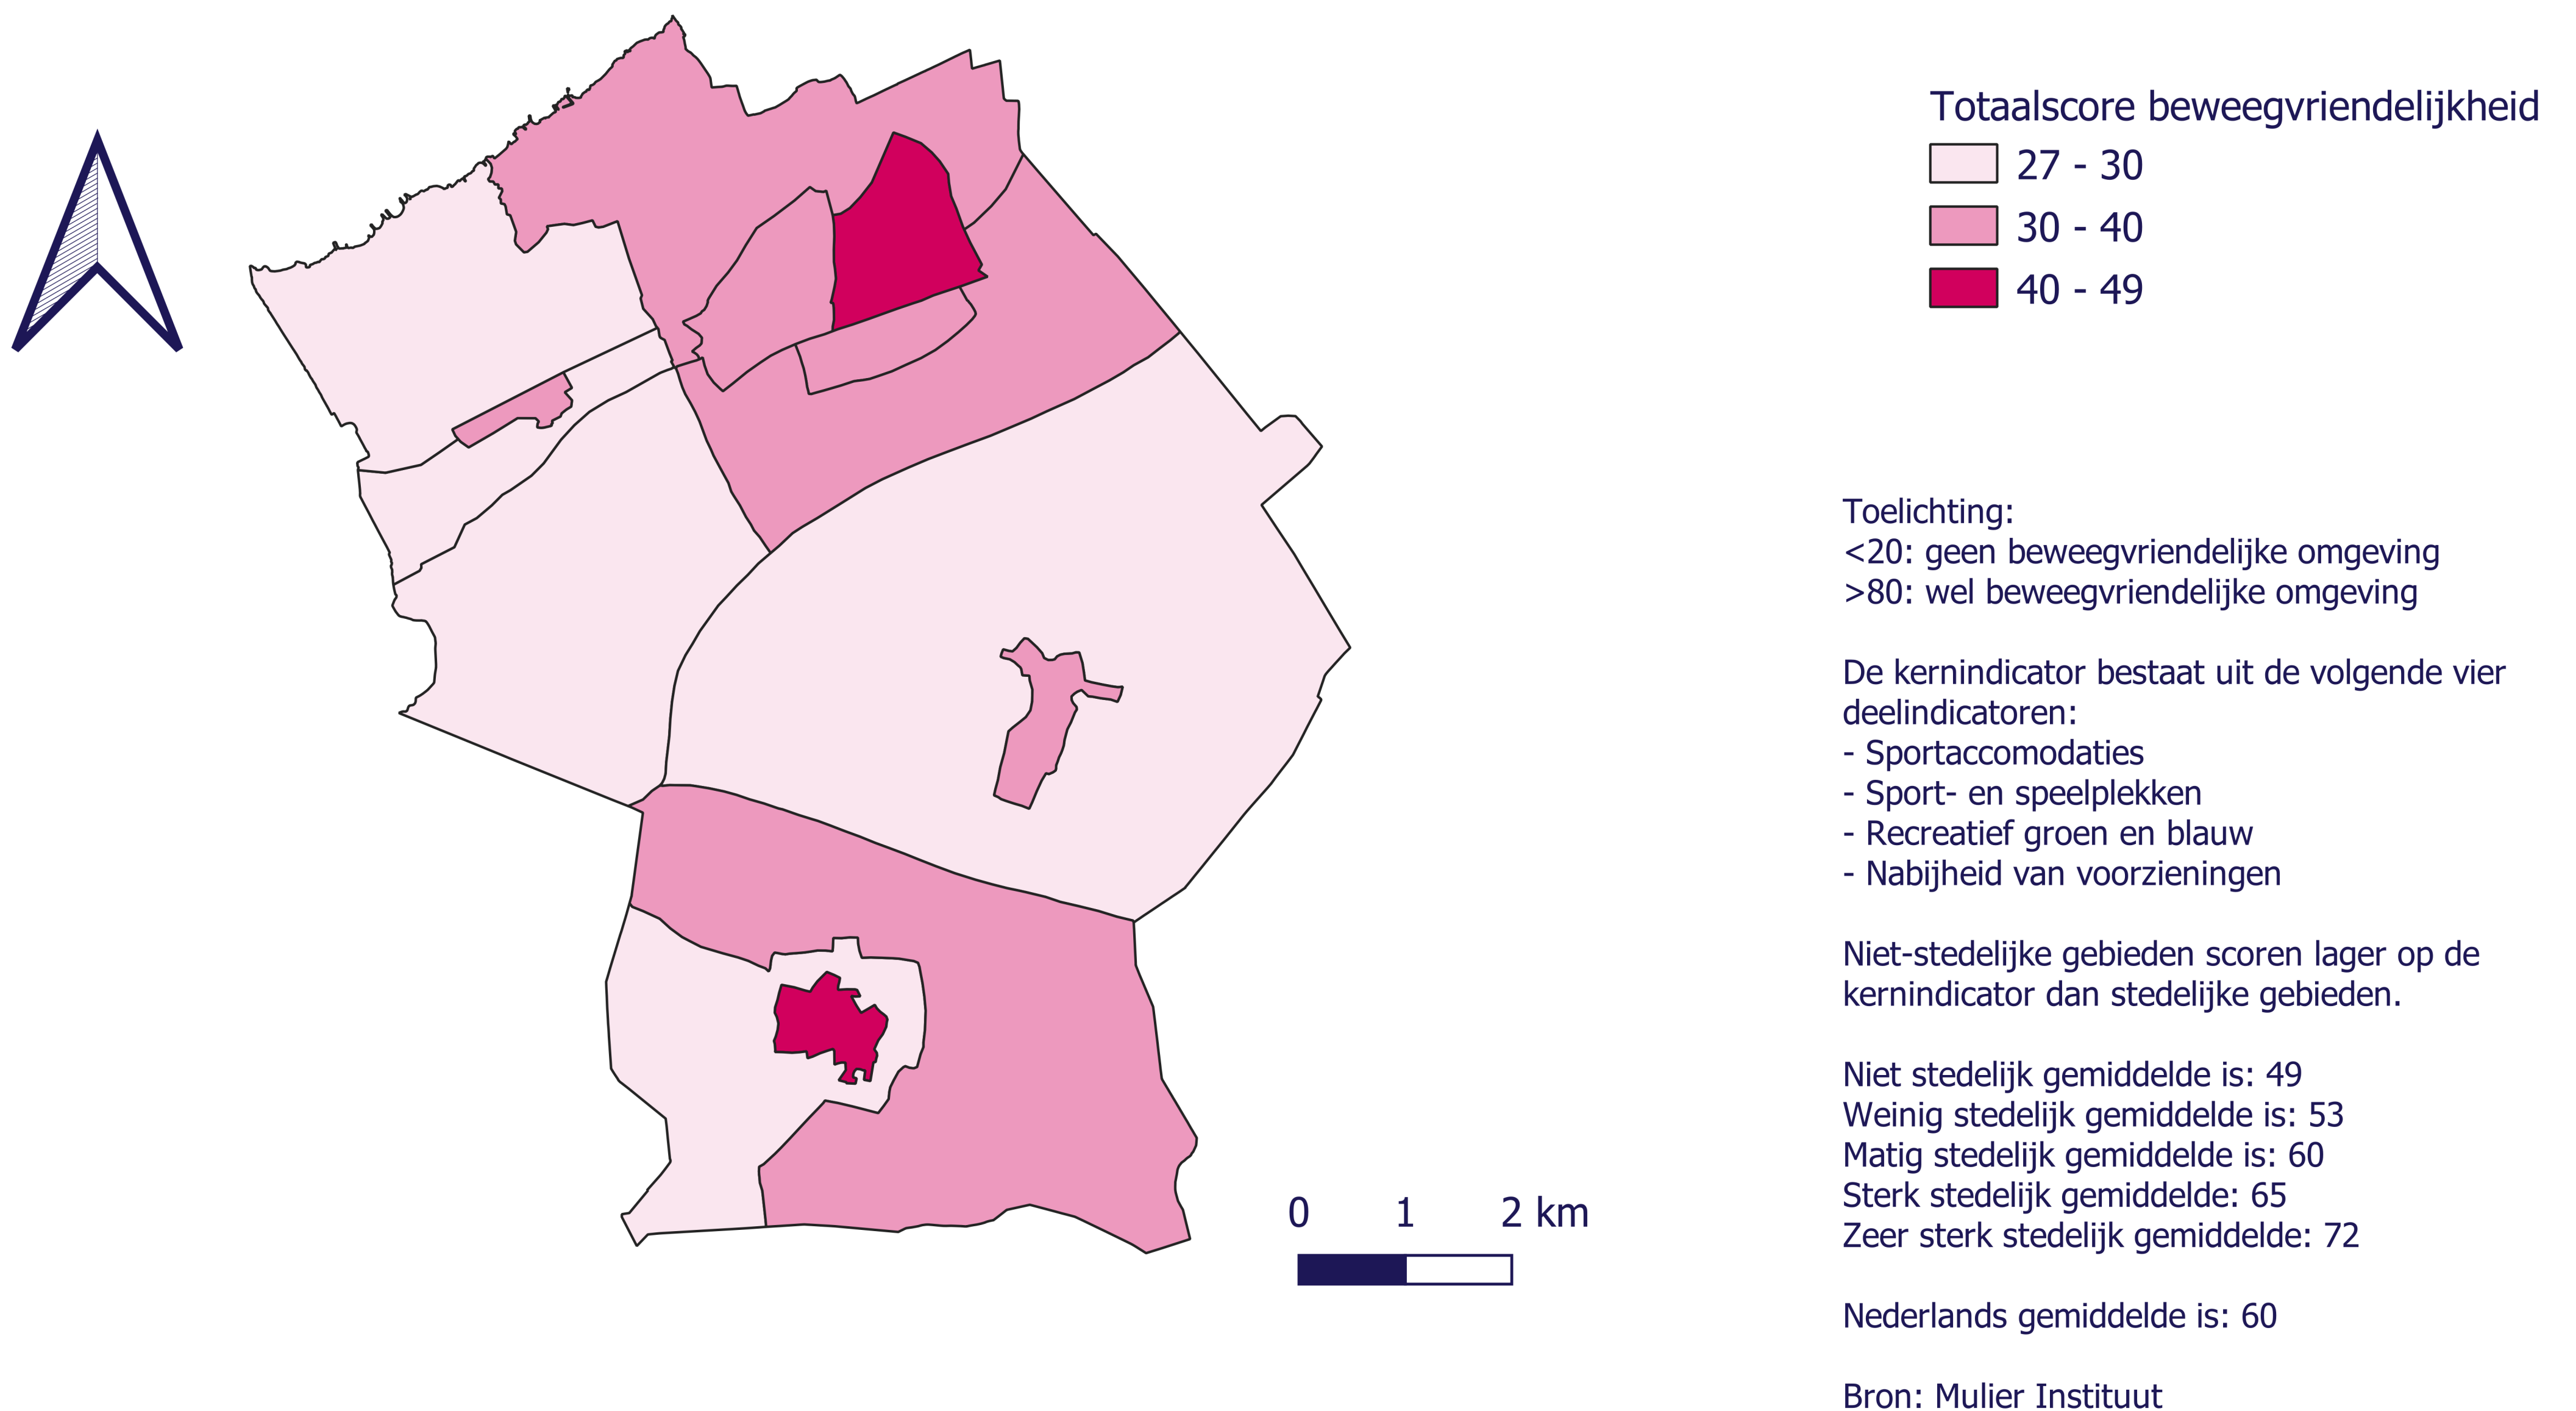 Totaalscore beweegvriendelijkheid
27 - 30
30 - 40
40 - 49
Toelichting:
<20: geen beweegvriendelijke omgeving
>80: wel beweegvriendelijke omgeving
De kernindicator bestaat uit de volgende vier
deelindicatoren:
- Sportaccomodaties
- Sport- en speelplekken
- Recreatief groen en blauw
- Nabijheid van voorzieningen
Niet-stedelijke gebieden scoren lager op de
kernindicator dan stedelijke gebieden.
Niet stedelijk gemiddelde is: 49
Weinig stedelijk gemiddelde is: 53
Matig stedelijk gemiddelde is: 60
Sterk stedelijk gemiddelde: 65
Zeer sterk stedelijk gemiddelde: 72
Nederlands gemiddelde is: 60
Bron: Mulier Instituut
0 1 2 km